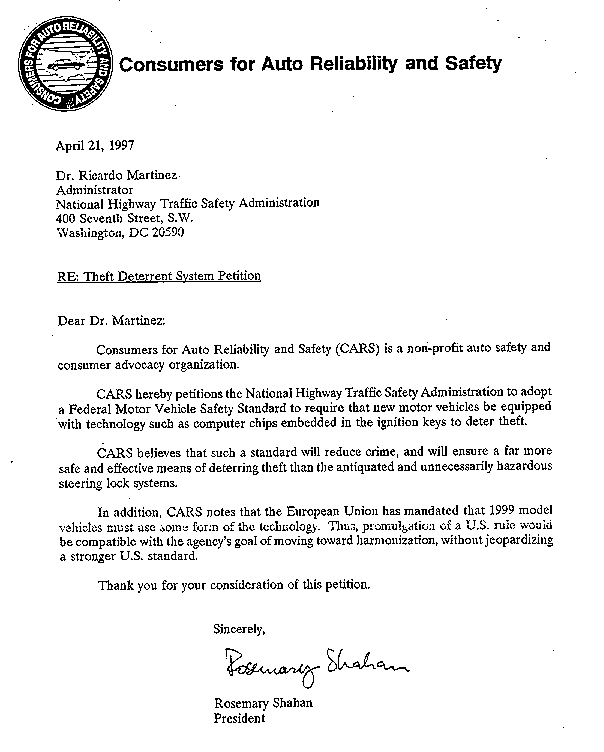 CONSUMERS FOR AUTO RELIABILITY AND SAFETY
Consumers for Auto Reliability and Safety
April 21, 1997
Dr. Ricardo Martinez
Administrator
National Highway Traffic Safety Administration
400 Seventh Street, S.W.
Washington, DC 20590
RE: Theft Deterrent System Petition
Dear Dr. Martinez:
Consumers for Auto Reliability and Safety (CARS) is a non-profit auto safety and
consumer advocacy organization.
CARS hereby petitions the National Highway Traffic Safety Administration to adopt
a Federal Motor Vehicle Safety Standard to require that new motor vehicles be equipped
with technology such as computer chips embedded in the ignition keys to deter theft.
CARS believes that such a standard will reduce crime, and will ensure a far more
safe and effective means of deterring theft than the antiquated and unnecessarily hazardous
steering lock systems.
In addition, CARS notes that the European Union has mandated that 1999 model
vehicles must use some form of the technology. Thus, promulgation of a U.S. rule would
be compatible with the agency's goal of moving toward harmonization, without jeopardizing
a stronger U.S. standard.
Thank you for your consideration of this petition.
Sincerely,
Rosemary Shahan
Rosemary Shahan
President